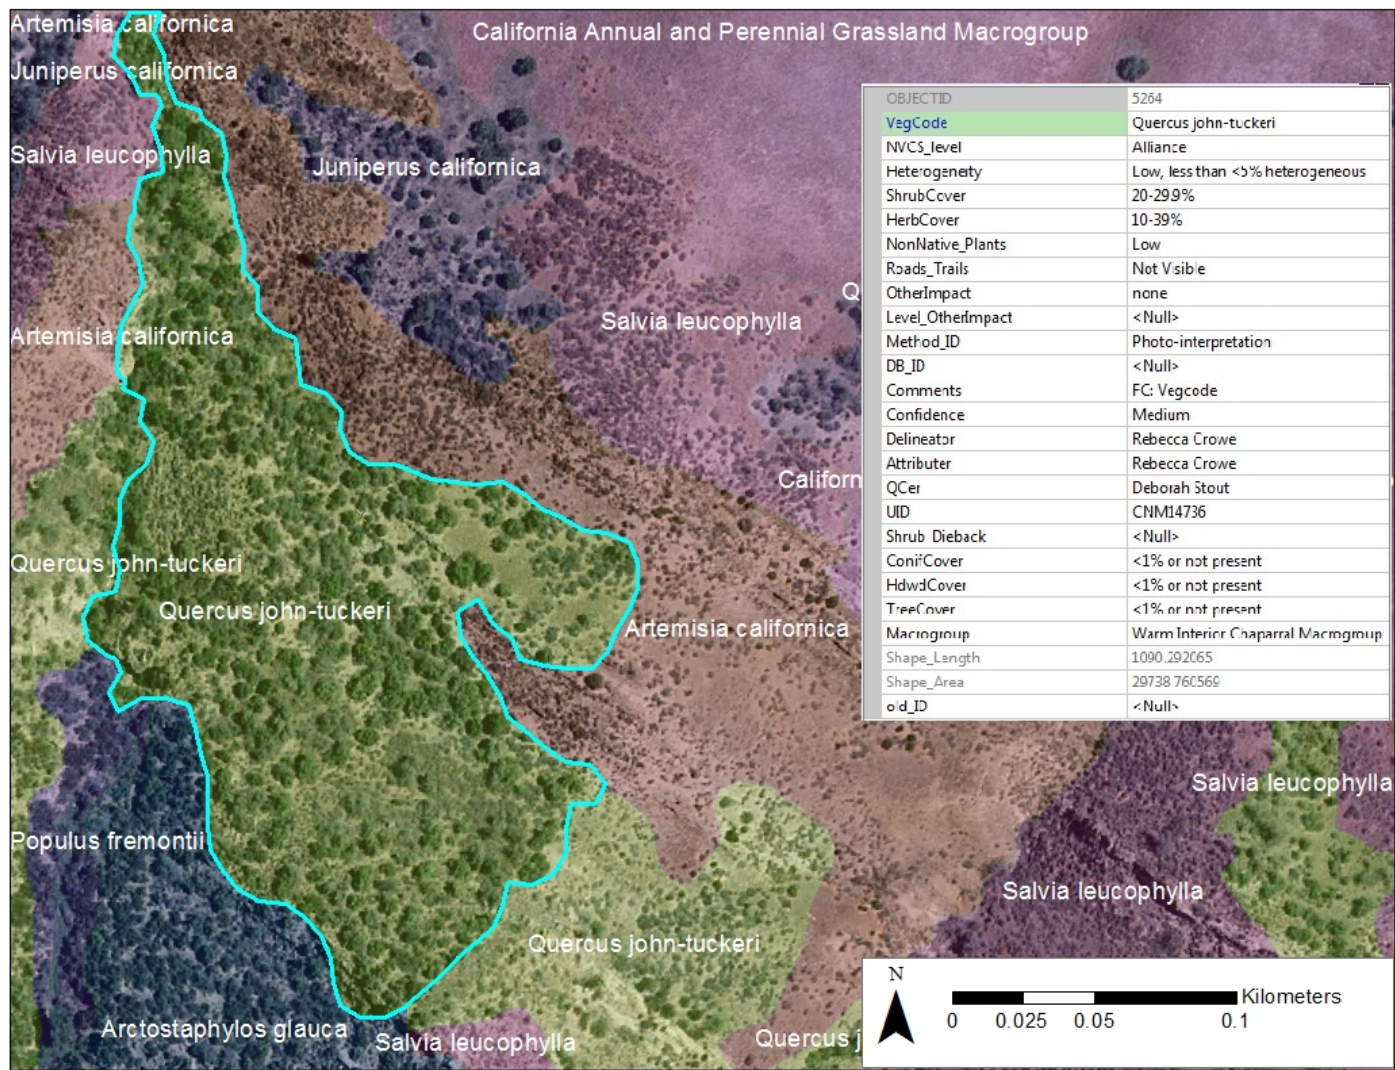 Artemisia californica
California Annual and Perennial Grassland Macrogroup
Juniperus californica
Salvia leucophylla
Juniperus californica
Q
Salvia leucophylla
Artemisia californica
Californ
Quercus john-tuckeri
Quercus john-tuckeri
Artemisia californica
Populus fremontii
Salvia leucophylla
Salvia leucophylla
Quercus john-tuckeri
Arctostaphylos glauca
Salvia leucophylla
Quercus j
OBJECTID 5264
VegCode Quercus john-tuckeri
NVCS_level Alliance
Heterogeneity Low, less than <5% heterogeneous
ShrubCover 20-29.9%
HerbCover 10-39%
NonNative_Plants Low
Roads_Trails Not Visible
OtherImpact none
Level_OtherImpact <Null>
Method_ID Photo-interpretation
DB_ID <Null>
Comments FC: Vegcode
Confidence Medium
Delineator Rebecca Crowe
Attributer Rebecca Crowe
QCer Deborah Stout
UID CNM14736
Shrub_Dieback <Null>
ConifCover <1% or not present
HdwdCover <1% or not present
TreeCover <1% or not present
Macrogroup Warm Interior Chaparral Macrogroup
Shape_Length 1090.292065
Shape_Area 29738.760569
old_ID <Null>
N
Kilometers
0 0.025 0.05 0.1